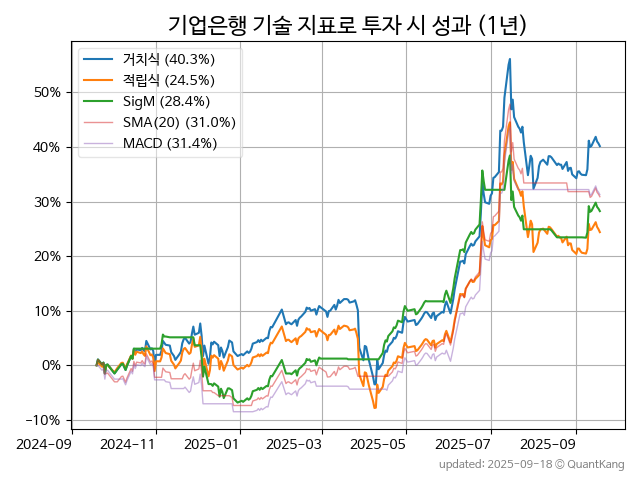 기업은행 기술 지표로 투자 시 성과 (1년)
거치식 (40.3%)
적립식 (24.5%)
SigM (28.4%)
SMA(20) (31.0%)
MACD (31.4%)
50%
40%
30%
20%
10%
0%
−10%
2024-09 2024-11 2025-01 2025-03 2025-05 2025-07 2025-09
updated: 2025-09-18 © QuantKang